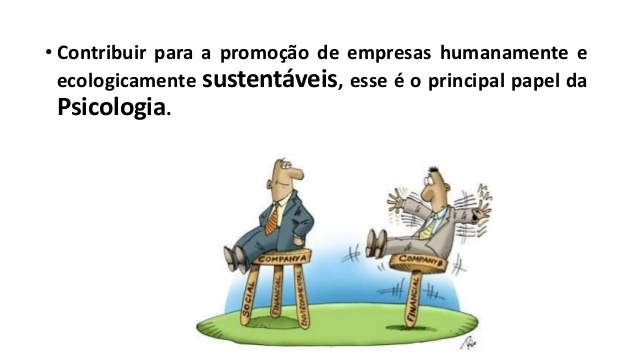 • Contribuir para a promoção de empresas humanamente e
ecologicamente sustentáveis, esse é o principal papel da
Psicologia.
COMPANY A
COMPANY B
SOCIAL
FINANCIAL
ENVIRONMENTAL
FINANCIAL